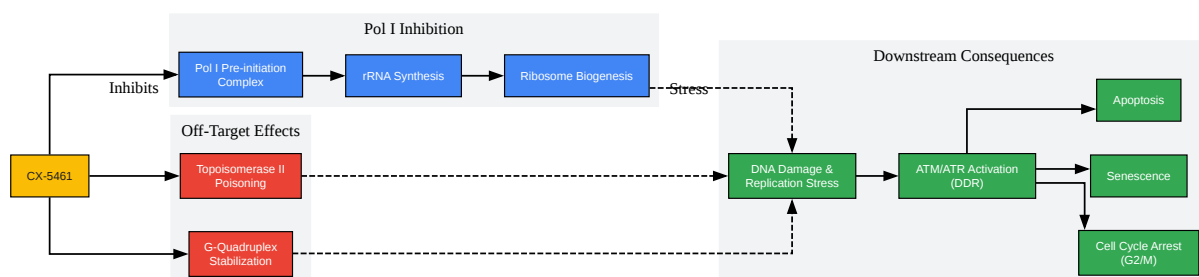 Pol I Inhibition
Downstream Consequences
Pol I Pre-initiation
Complex
rRNA Synthesis
Ribosome Biogenesis
Inhibits
Stress
Apoptosis
Off-Target Effects
CX-5461
Topoisomerase II
Poisoning
DNA Damage &
Replication Stress
ATM/ATR Activation
(DDR)
Senescence
G-Quadruplex
Stabilization
Cell Cycle Arrest
(G2/M)